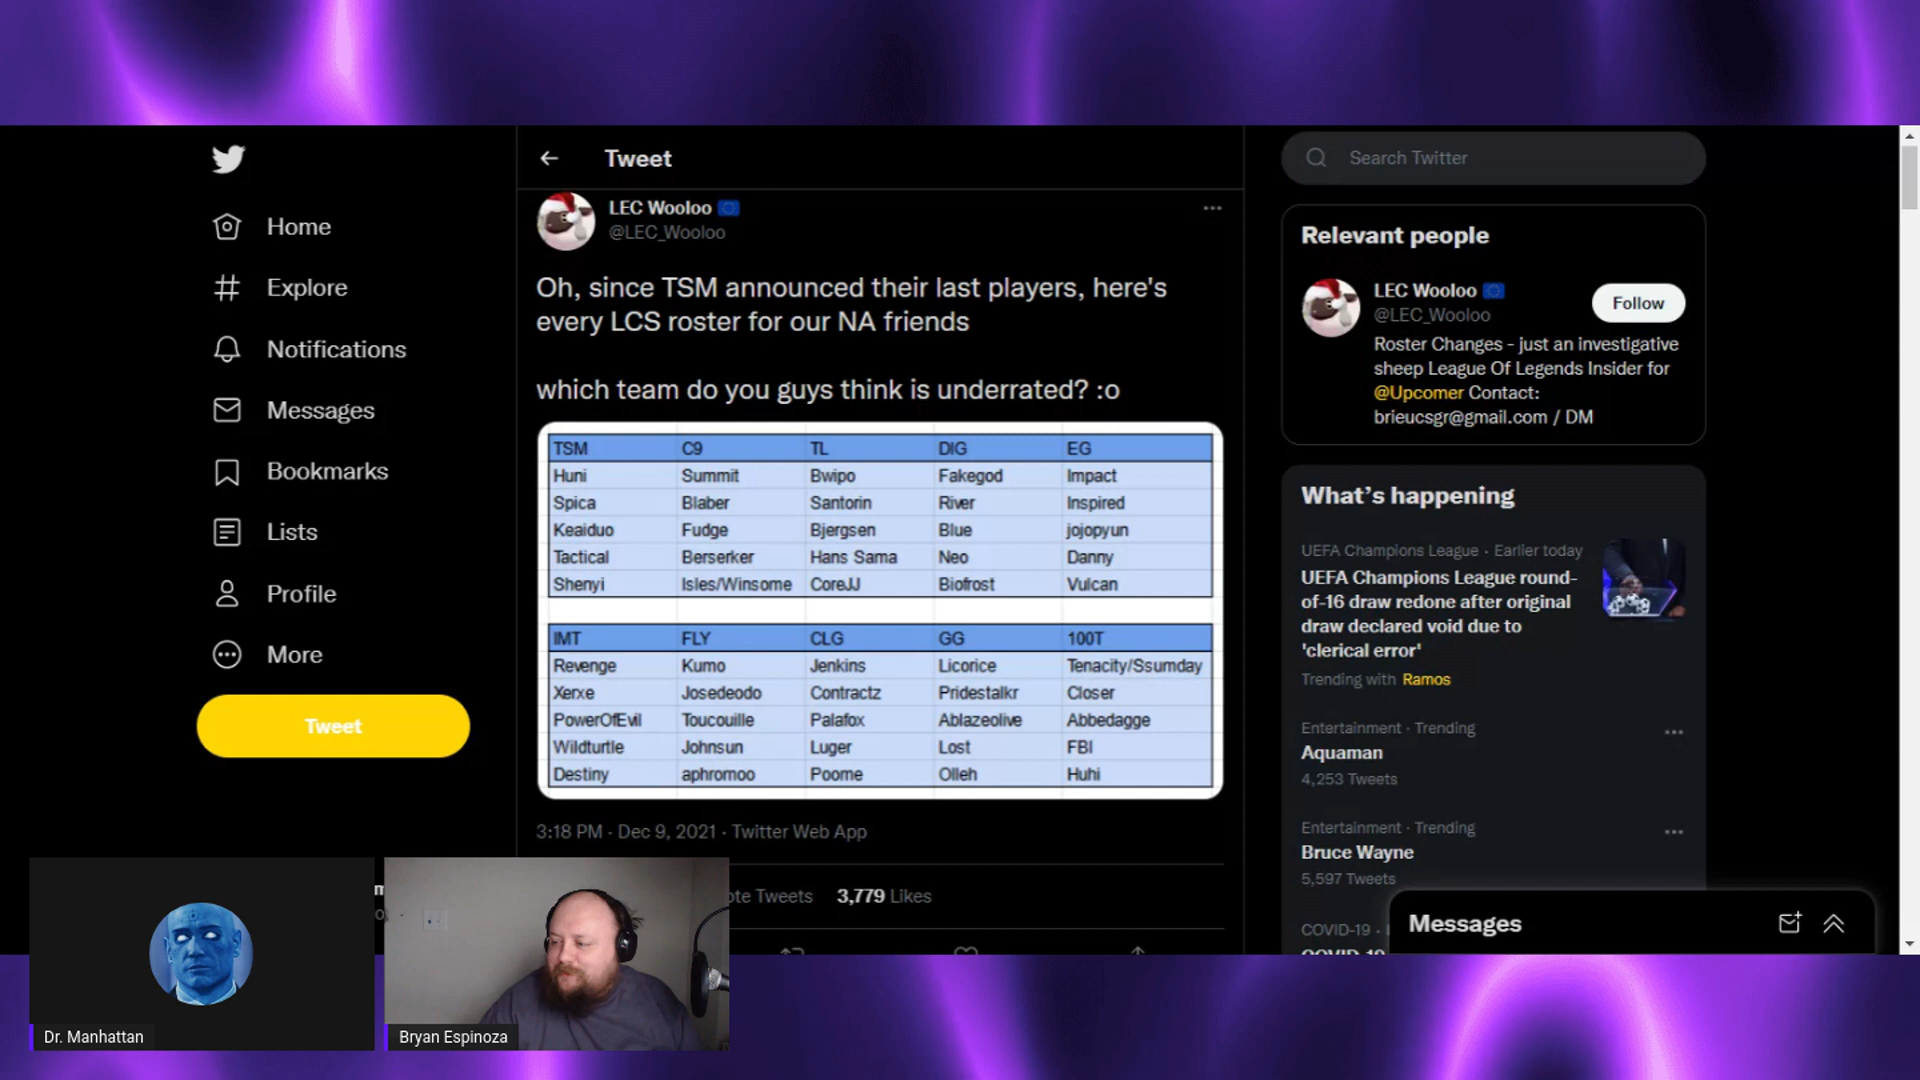 Home
Explore
Notifications
Messages
Bookmarks
Lists
Profile
More
Tweet
Tweet
LEC Wooloo
@LEC_Wooloo
Oh, since TSM announced their last players, here's
every LCS roster for our NA friends
which team do you guys think is underrated? :o
TSM C9 TL DIG EG
Huni Summit Bwipo Fakegod Impact
Spica Blaber Santorin River Inspired
Keaiduo Fudge Bjergsen Blue jojopyun
Tactical Berserker Hans Sama Neo Danny
Shenyi Isles/Winsome CoreJJ Biofrost Vulcan
IMT FLY CLG GG 100T
Revenge Kumo Jenkins Licorice Tenacity/Ssumday
Xerxe Josedeodo Contractz Pridestalkr Closer
PowerOfEvil Toucouille Palafox Ablazeolive Abbedagge
Wildturtle Johnsun Luger Lost FBI
Destiny aphromoo Poome Olleh Huhi
3:18 PM · Dec 9, 2021 · Twitter Web App
Tweets 3,779 Likes
Search Twitter
Relevant people
LEC Wooloo
@LEC_Wooloo
Follow
Roster Changes - just an investigative
sheep League Of Legends Insider for
@Upcomer Contact:
brieucsgr@gmail.com / DM
What's happening
UEFA Champions League · Earlier today
UEFA Champions League round-
of-16 draw redone after original
draw declared void due to
'clerical error'
Trending with Ramos
Entertainment · Trending
Aquaman
4,253 Tweets
Entertainment · Trending
Bruce Wayne
5,597 Tweets
COVID-19 ·
COVID-19
Messages
Dr. Manhattan
Bryan Espinoza